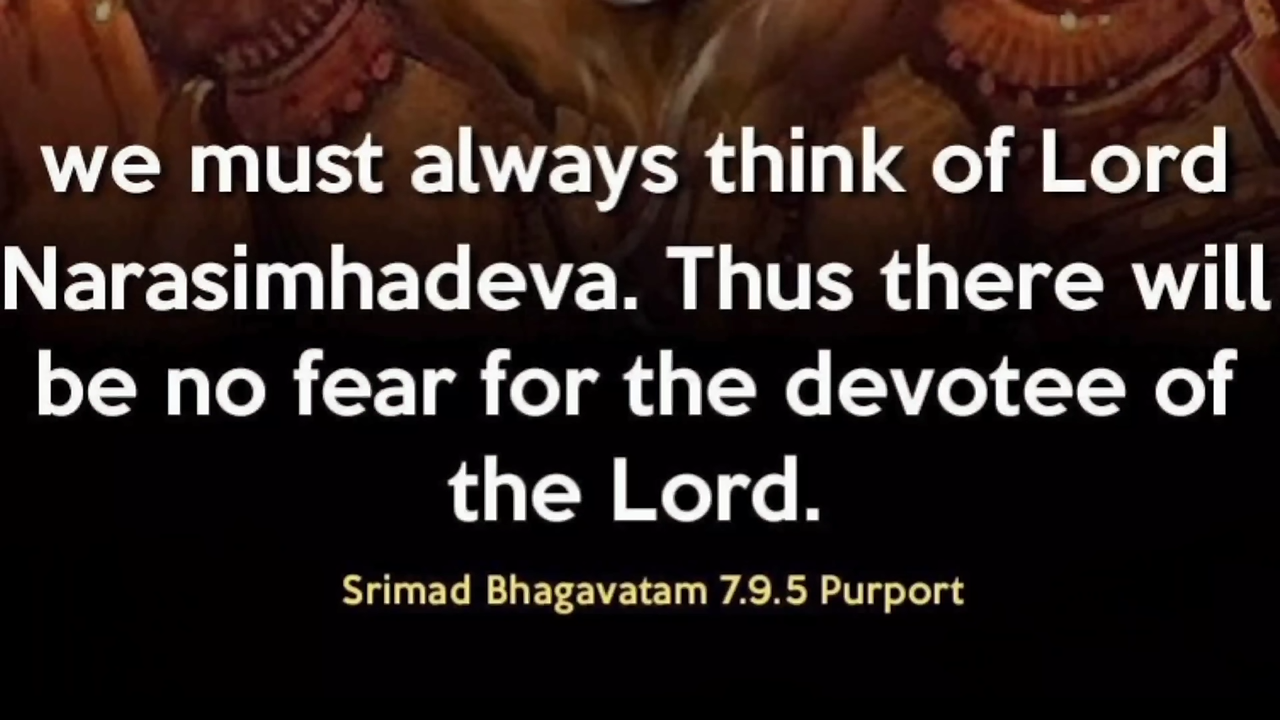 we must always think of Lord
Narasimhadeva. Thus there will
be no fear for the devotee of
the Lord.
Srimad Bhagavatam 7.9.5 Purport